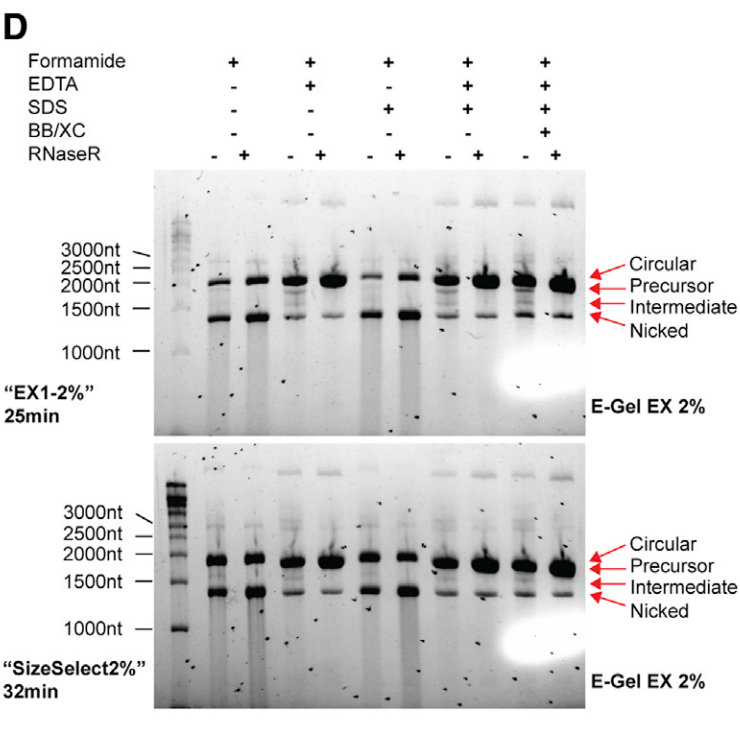 D
Formamide + + + + +
EDTA - + - + +
SDS - - + + +
BB/XC - - - - +
RNaseR - + - + - + - + - +
3000nt
2500nt
2000nt
1500nt
1000nt
Circular
Precursor
Intermediate
Nicked
"EX1-2%"
25min
E-Gel EX 2%
3000nt
2500nt
2000nt
1500nt
1000nt
Circular
Precursor
Intermediate
Nicked
"SizeSelect2%"
32min
E-Gel EX 2%